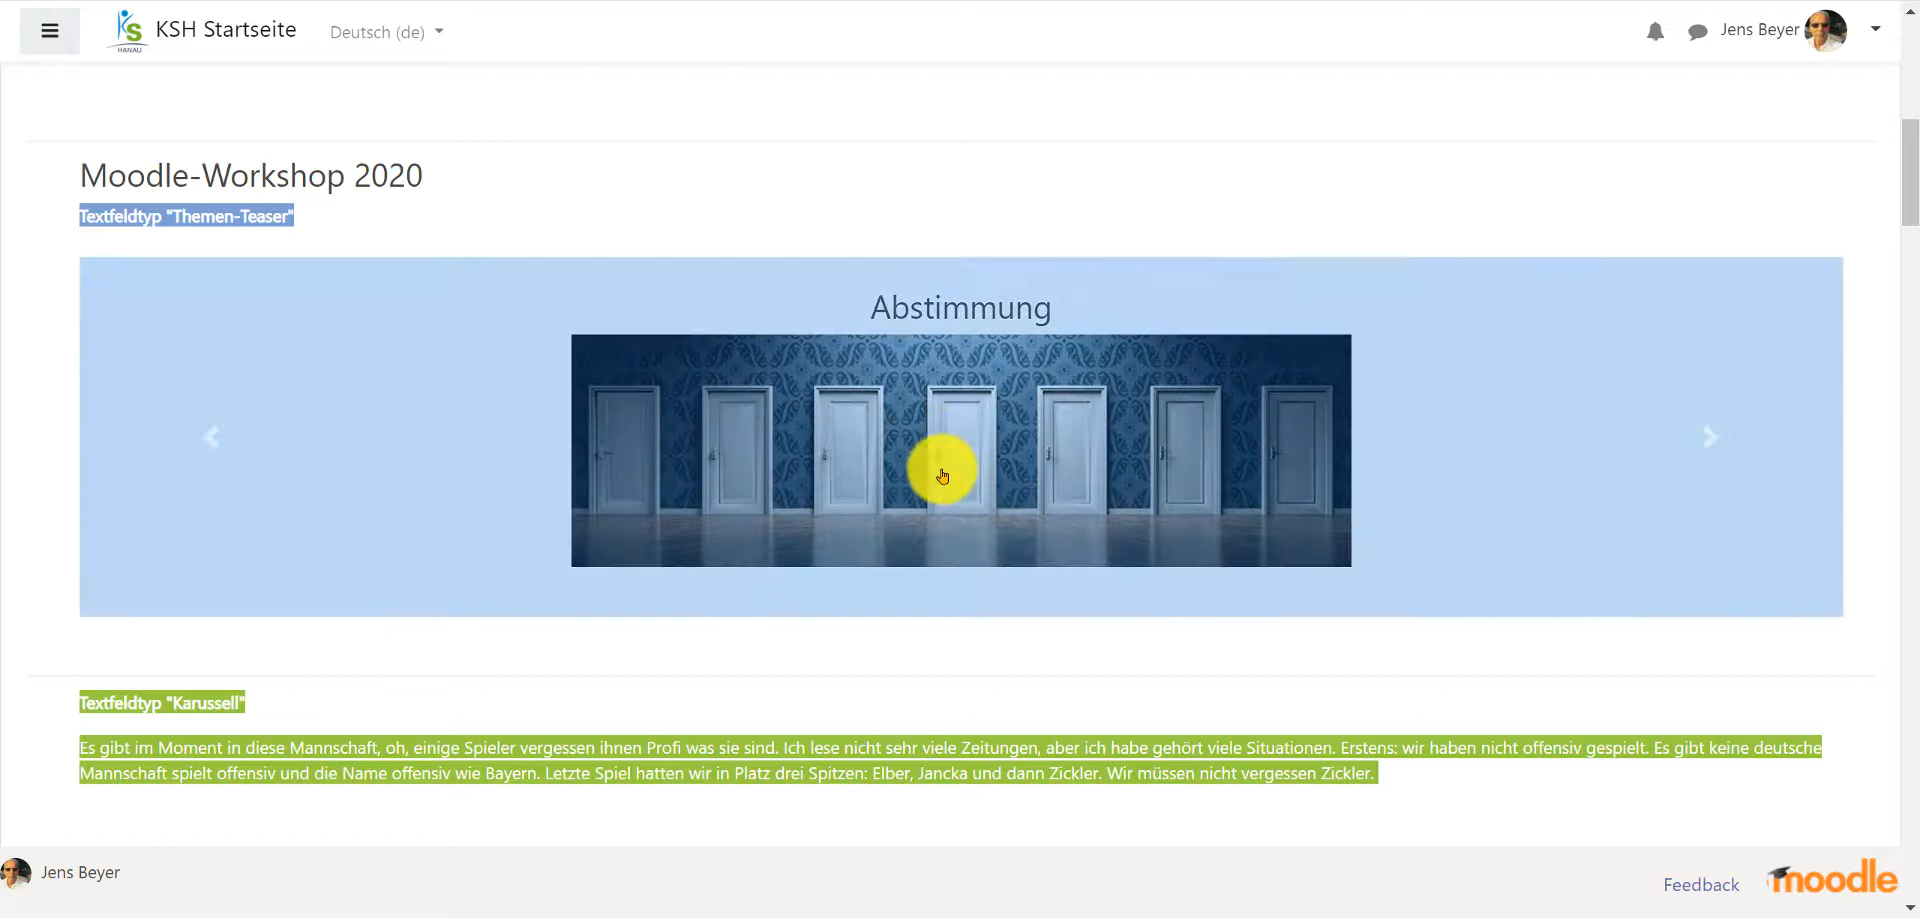 KSH Startseite
Deutsch (de)
Jens Beyer
KS
HANAU
Moodle-Workshop 2020
Textfeldtyp "Themen-Teaser"
Abstimmung
Textfeldtyp "Karussell"
Es gibt im Moment in diese Mannschaft, oh, einige Spieler vergessen ihnen Profi was sie sind. Ich lese nicht sehr viele Zeitungen, aber ich habe gehört viele Situationen. Erstens: wir haben nicht offensiv gespielt. Es gibt keine deutsche
Mannschaft spielt offensiv und die Name offensiv wie Bayern. Letzte Spiel hatten wir in Platz drei Spitzen: Elber, Jancka und dann Zickler. Wir müssen nicht vergessen Zickler.
Jens Beyer
Feedback
moodle